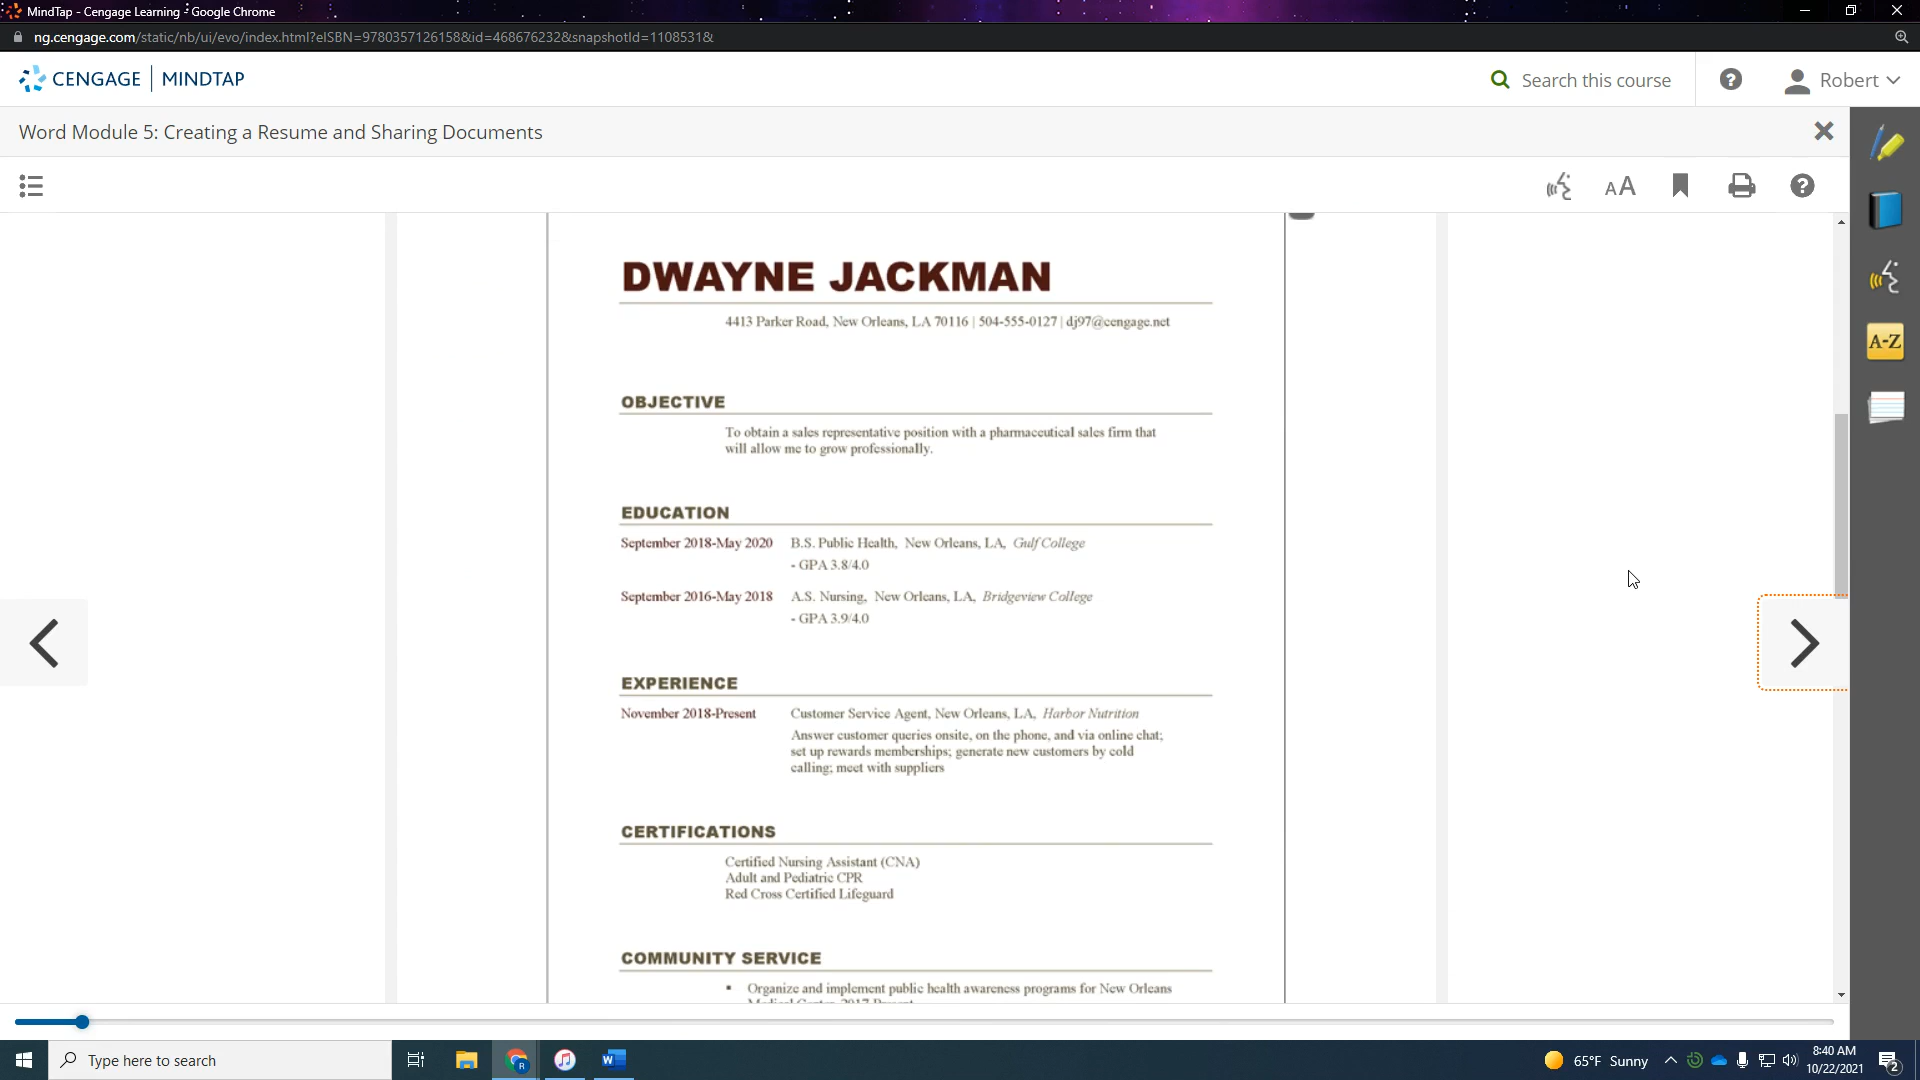 MindTap - Cengage Learning - Google Chrome
ng.cengage.com/static/nb/ui/evo/index.html?eISBN=9780357126158&id=468676232&snapshotId=1108531&
CENGAGE | MINDTAP
Search this course
Robert
Word Module 5: Creating a Resume and Sharing Documents
AA
A-Z
DWAYNE JACKMAN
4413 Parker Road, New Orleans, LA 70116 | 504-555-0127 | dj97@cengage.net
OBJECTIVE
To obtain a sales representative position with a pharmaceutical sales firm that
will allow me to grow professionally.
EDUCATION
September 2018-May 2020 B.S. Public Health, New Orleans, LA, Gulf College
- GPA 3.8/4.0
September 2016-May 2018 A.S. Nursing, New Orleans, LA, Bridgeview College
- GPA 3.9/4.0
EXPERIENCE
November 2018-Present Customer Service Agent, New Orleans, LA, Harbor Nutrition
Answer customer queries onsite, on the phone, and via online chat;
set up rewards memberships; generate new customers by cold
calling; meet with suppliers
CERTIFICATIONS
Certified Nursing Assistant (CNA)
Adult and Pediatric CPR
Red Cross Certified Lifeguard
COMMUNITY SERVICE
▪ Organize and implement public health awareness programs for New Orleans
Medical Center, 2017-Present
Type here to search
65°F Sunny
8:40 AM
10/22/2021
2